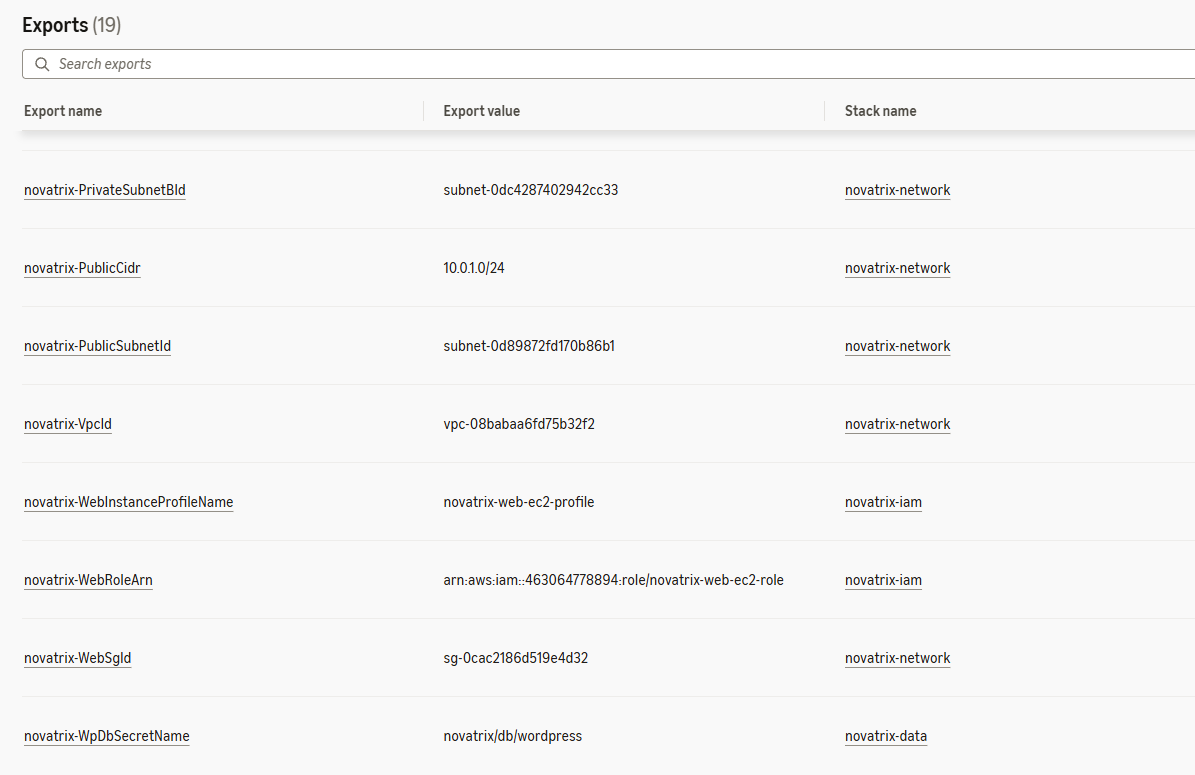 Exports (19)
Search exports
Export name Export value Stack name
novatrix-PrivateSubnetBId subnet-0dc4287402942cc33 novatrix-network
novatrix-PublicCidr 10.0.1.0/24 novatrix-network
novatrix-PublicSubnetId subnet-0d89872fd170b86b1 novatrix-network
novatrix-VpcId vpc-08babaa6fd75b32f2 novatrix-network
novatrix-WebInstanceProfileName novatrix-web-ec2-profile novatrix-iam
novatrix-WebRoleArn arn:aws:iam::463064778894:role/novatrix-web-ec2-role novatrix-iam
novatrix-WebSgId sg-0cac2186d519e4d32 novatrix-network
novatrix-WpDbSecretName novatrix/db/wordpress novatrix-data